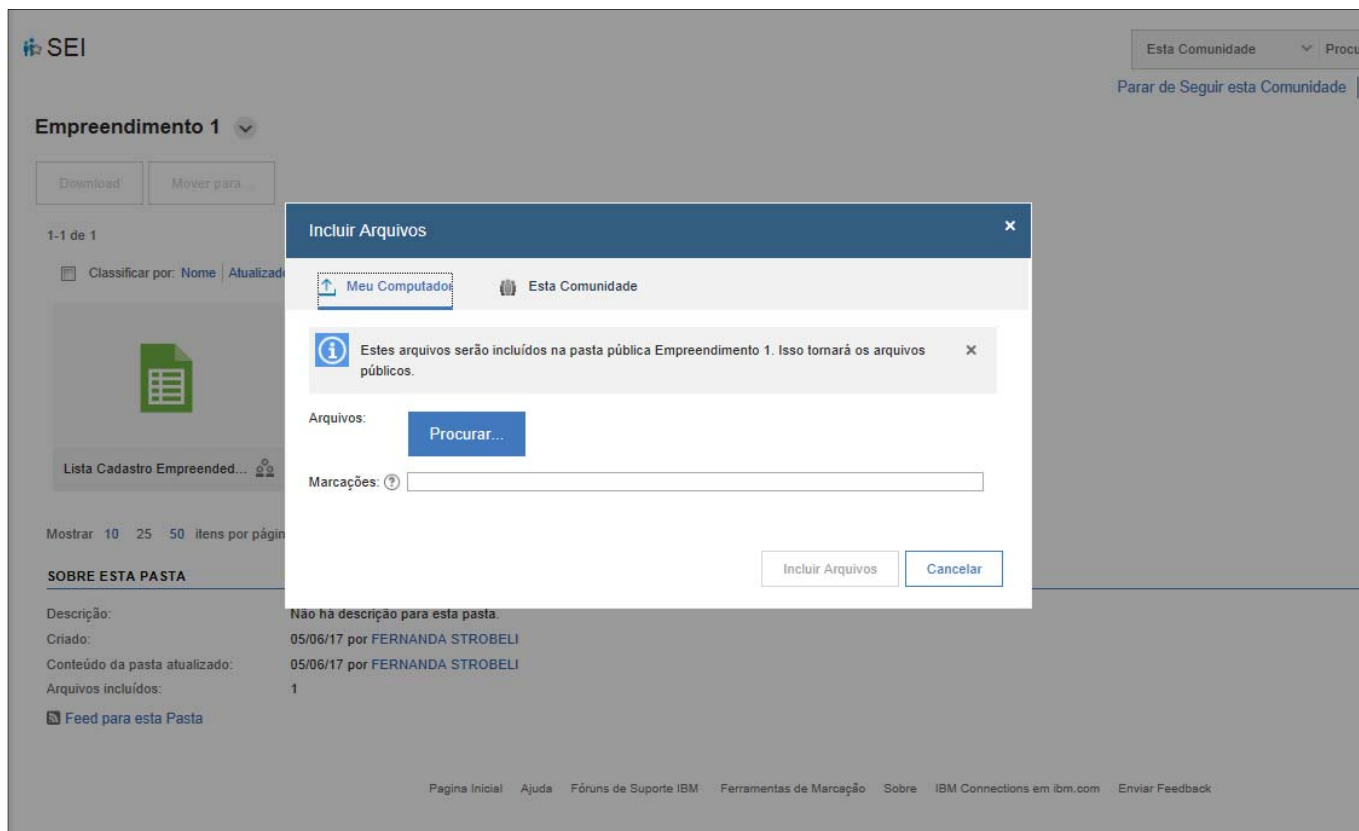 SEI
Esta Comunidade
Parar de Seguir esta Comunidade
Empreendimento 1
Download
Mover para...
1-1 de 1
Classificar por: Nome Atualizado
Lista Cadastro Empreended...
Mostrar 10 25 50 itens por págin
SOBRE ESTA PASTA
Descrição: Não há descrição para esta pasta.
Criado: 05/06/17 por FERNANDA STROBELI
Conteúdo da pasta atualizado: 05/06/17 por FERNANDA STROBELI
Arquivos incluídos: 1
Feed para esta Pasta
Incluir Arquivos
Meu Computador
Esta Comunidade
Estes arquivos serão incluídos na pasta pública Empreendimento 1. Isso tornará os arquivos
públicos.
Arquivos:
Procurar...
Marcações:
Incluir Arquivos
Cancelar
Pagina Inicial Ajuda Fóruns de Suporte IBM Ferramentas de Marcação Sobre IBM Connections em ibm.com Enviar Feedback